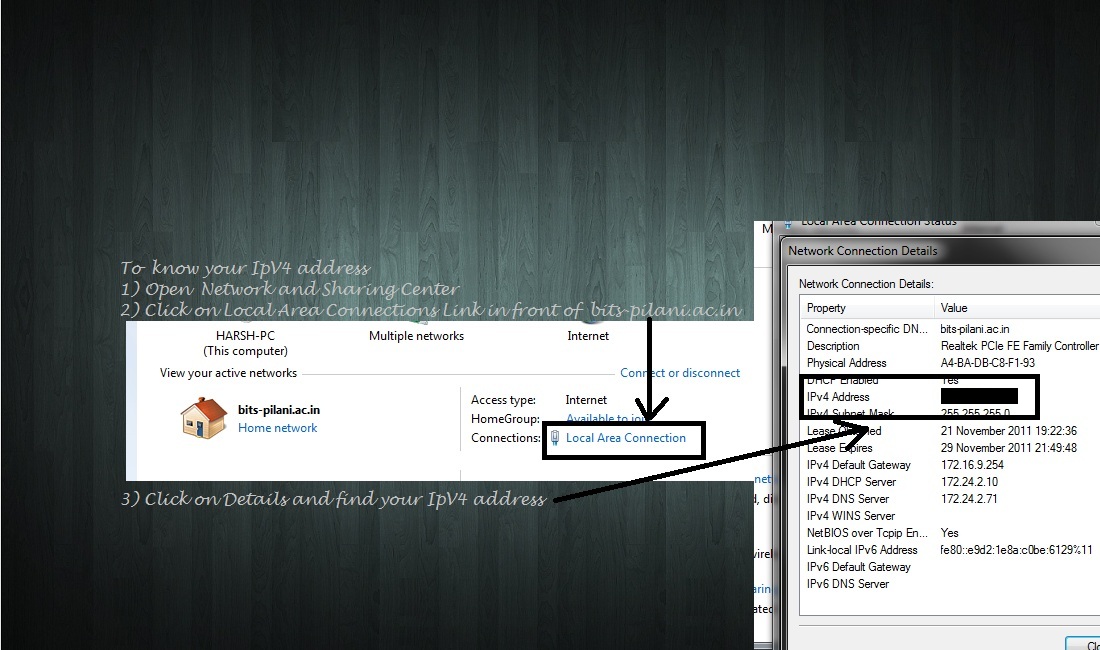 To know your IpV4 address
1) Open Network and Sharing Center
2) Click on Local Area Connections Link in front of bits-pilani.ac.in
HARSH-PC
(This computer)
Multiple networks
Internet
View your active networks
Connect or disconnect
bits-pilani.ac.in
Home network
Access type: Internet
HomeGroup: Available to join
Connections: Local Area Connection
3) Click on Details and find your IpV4 address
Local Area Connection Status
Network Connection Details
Network Connection Details:
Property Value
Connection-specific DN... bits-pilani.ac.in
Description Realtek PCIe FE Family Controller
Physical Address A4-BA-DB-C8-F1-93
DHCP Enabled Yes
IPv4 Address
IPv4 Subnet Mask 255.255.255.0
Lease 21 November 2011 19:22:36
Lease Expires 29 November 2011 21:49:48
IPv4 Default Gateway 172.16.9.254
IPv4 DHCP Server 172.24.2.10
IPv4 DNS Server 172.24.2.71
IPv4 WINS Server
NetBIOS over Tcpip En... Yes
Link-local IPv6 Address fe80::e9d2:1e8a:c0be:6129%11
IPv6 Default Gateway
IPv6 DNS Server